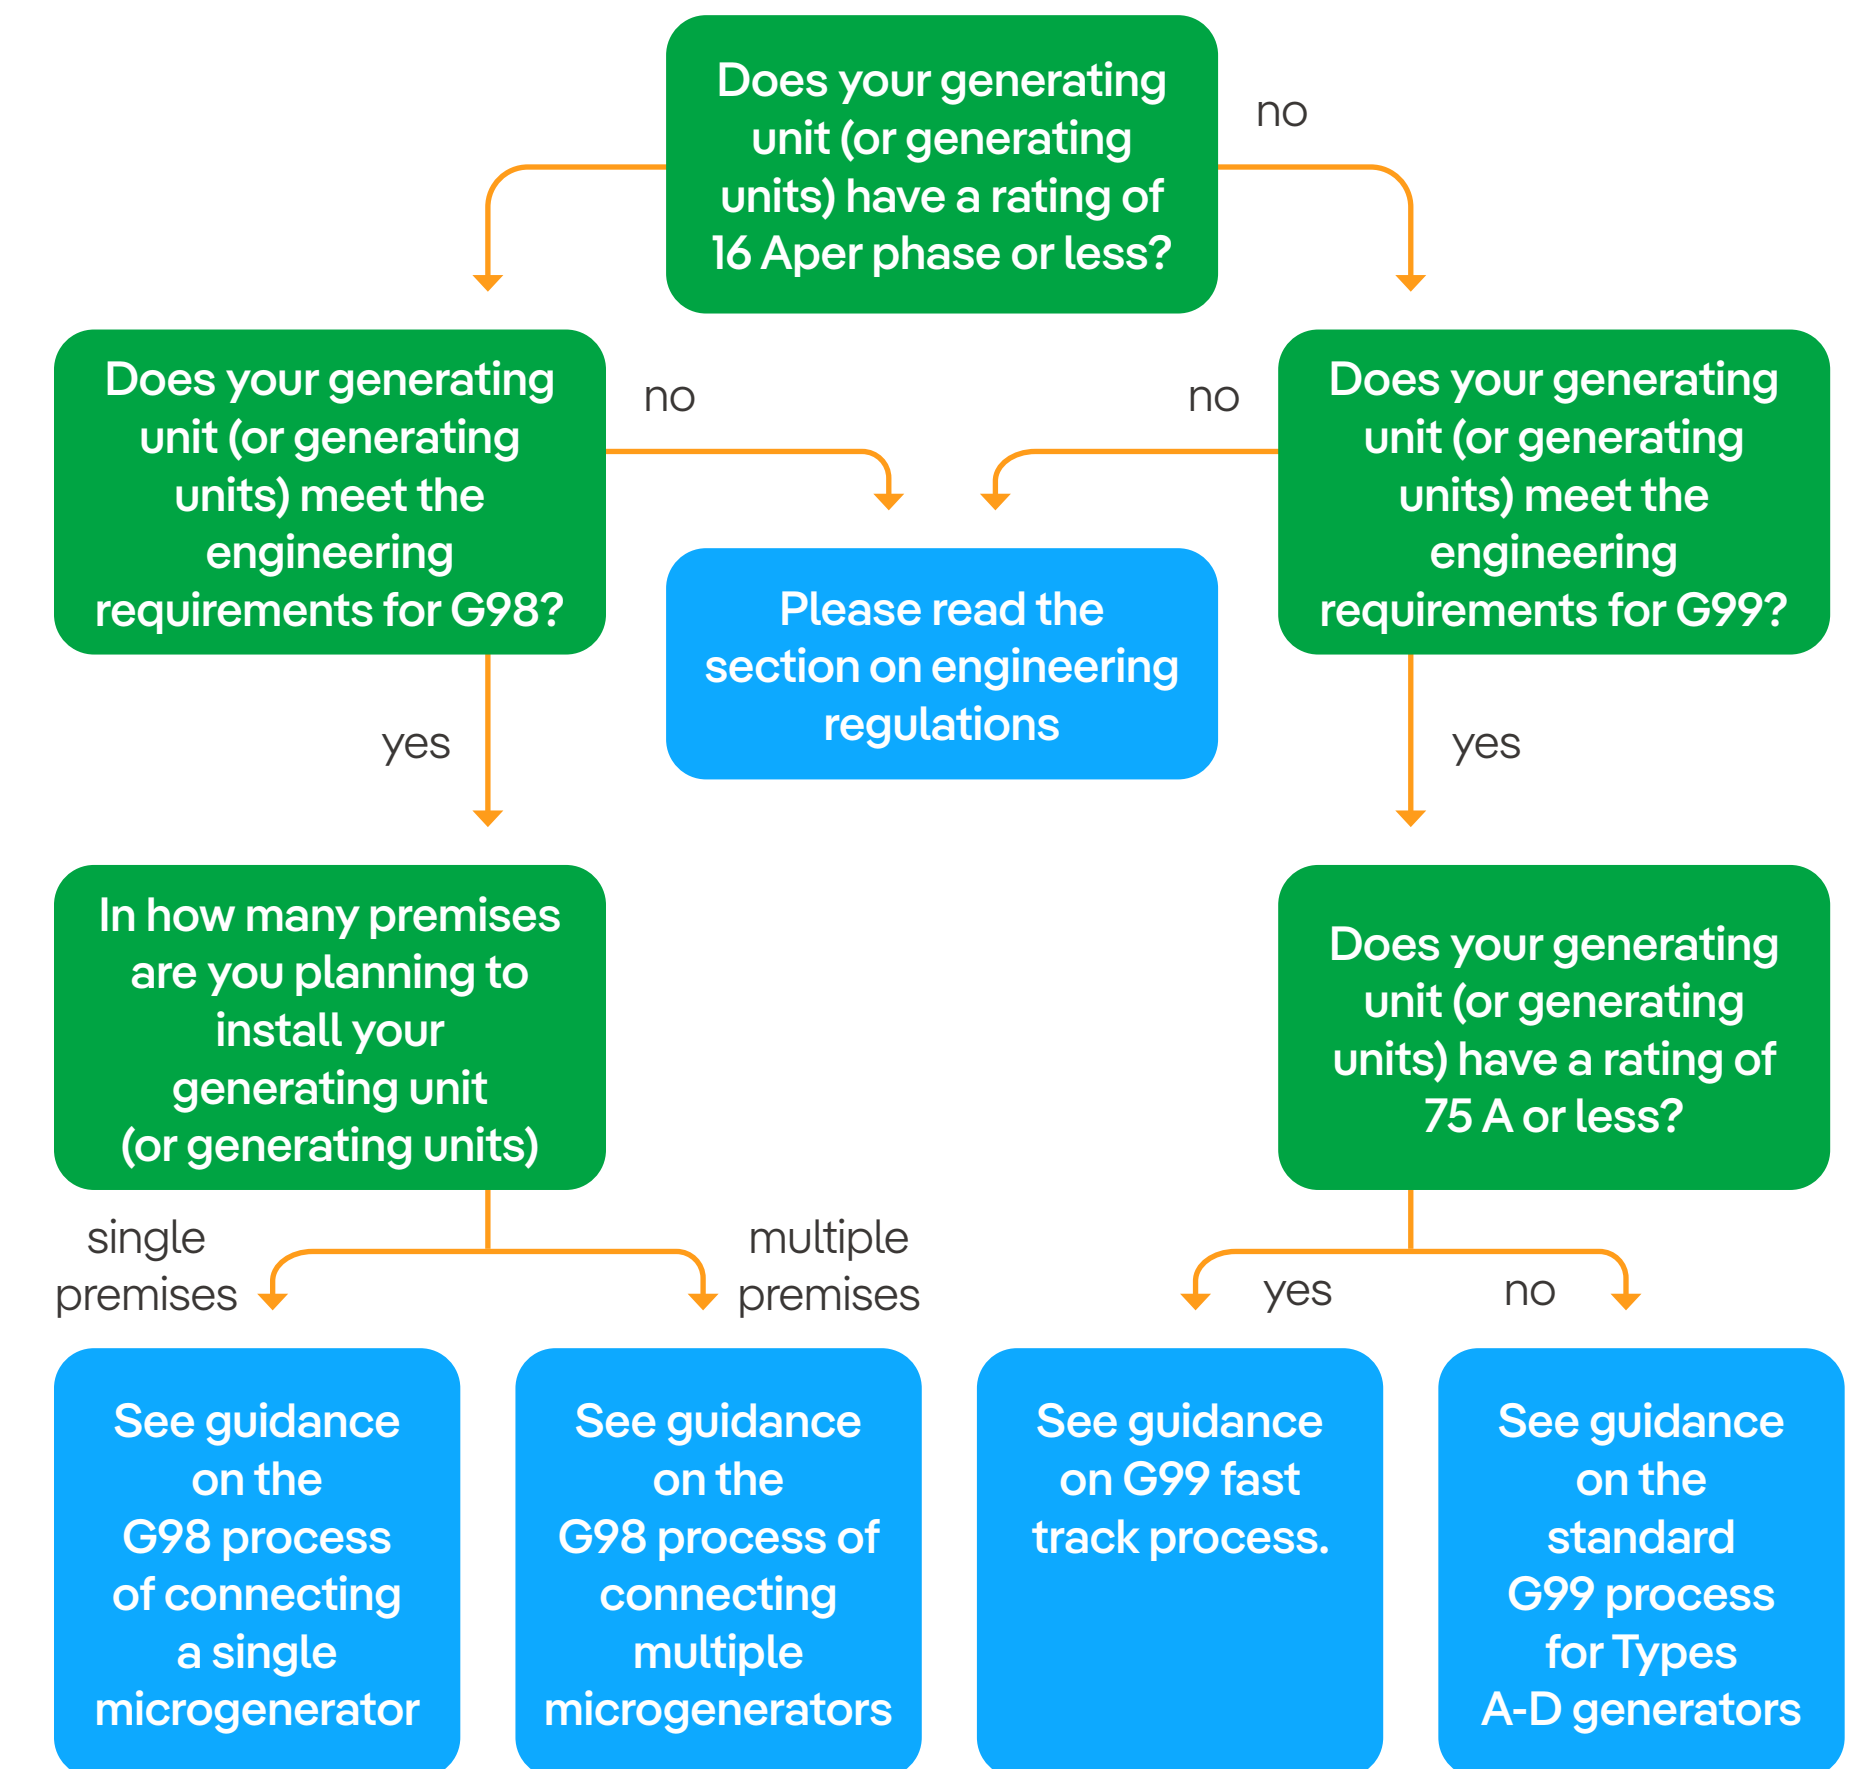 Does your generating
unit (or generating
units) have a rating of
16 Aper phase or less?
no
Does your generating
unit (or generating
units) meet the
engineering
requirements for G98?
no
no
Does your generating
unit (or generating
units) meet the
engineering
requirements for G99?
Please read the
section on engineering
regulations
yes
yes
In how many premises
are you planning to
install your
generating unit
(or generating units)
Does your generating
unit (or generating
units) have a rating of
75 A or less?
single
premises
multiple
premises
yes
no
See guidance
on the
G98 process
of connecting
a single
microgenerator
See guidance
on the
G98 process of
connecting
multiple
microgenerators
See guidance
on G99 fast
track process.
See guidance
on the
standard
G99 process
for Types
A-D generators